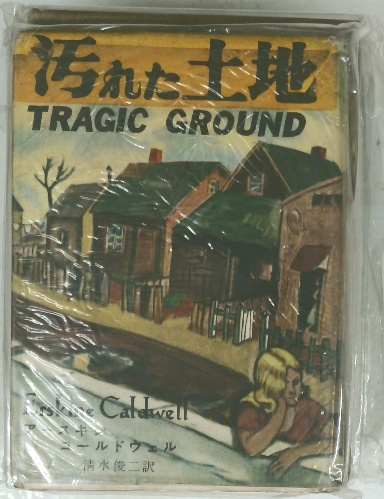 汚れた土地
TRAGIC GROUND
Erskine Caldwell
アースキン
コールドウェル
清水俊二訳